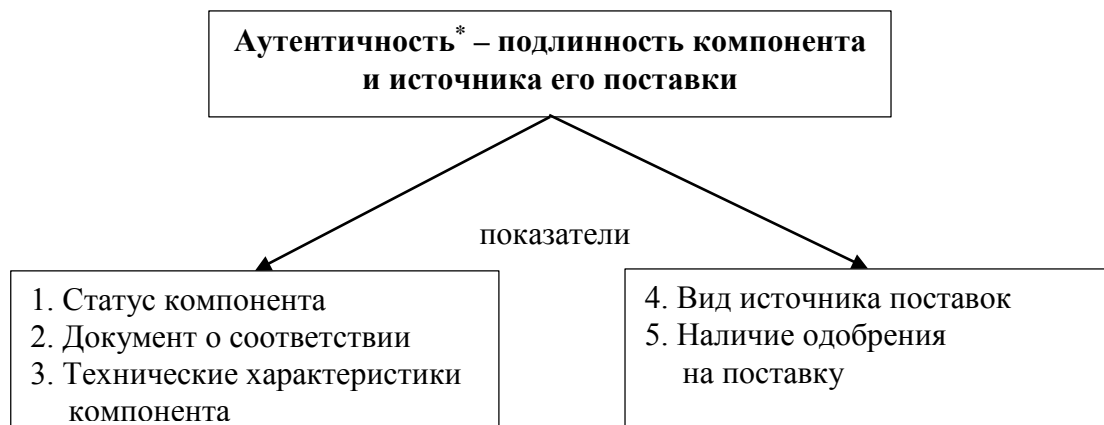 Аутентичность* – подлинность компонента
и источника его поставки
показатели
1. Статус компонента
2. Документ о соответствии
3. Технические характеристики
компонента
4. Вид источника поставок
5. Наличие одобрения
на поставку